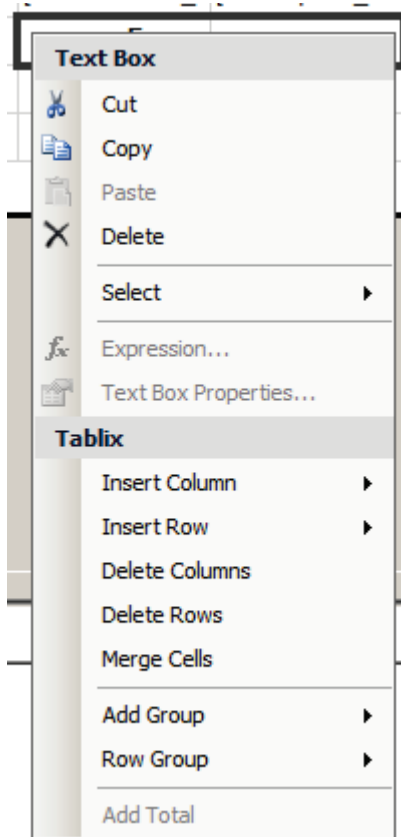 Text Box
Cut
Copy
Paste
Delete
Select
fx Expression...
Text Box Properties...
Tablix
Insert Column
Insert Row
Delete Columns
Delete Rows
Merge Cells
Add Group
Row Group
Add Total